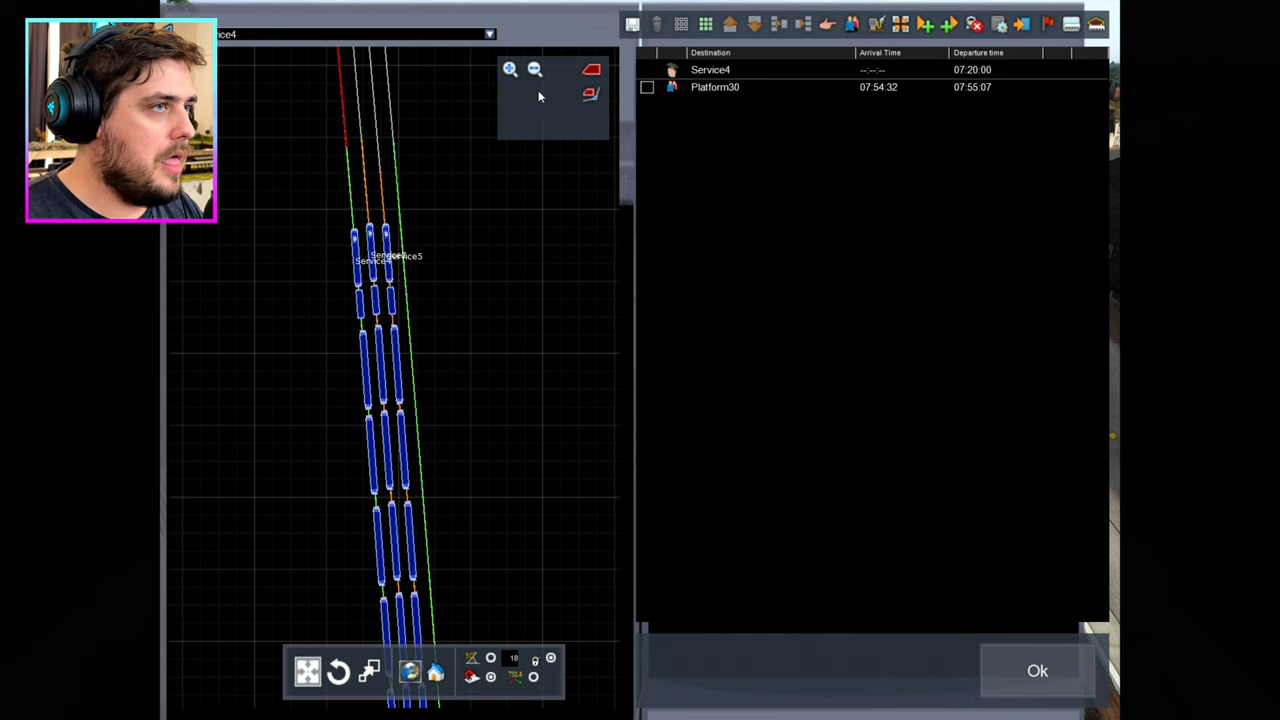 ice4
Destination Arrival Time Departure time
Service4 --:--:-- 07:20:00
Platform30 07:54:32 07:55:07
Service4 Service5
18
Ok